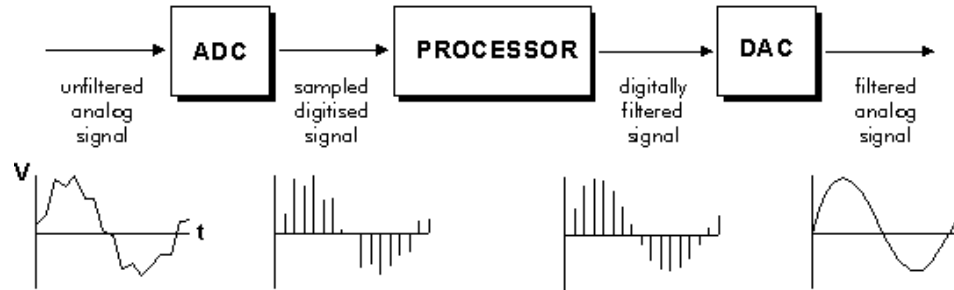 ADC
PROCESSOR
DAC
unfiltered
analog
signal
sampled
digitised
signal
digitally
filtered
signal
filtered
analog
signal
V
t